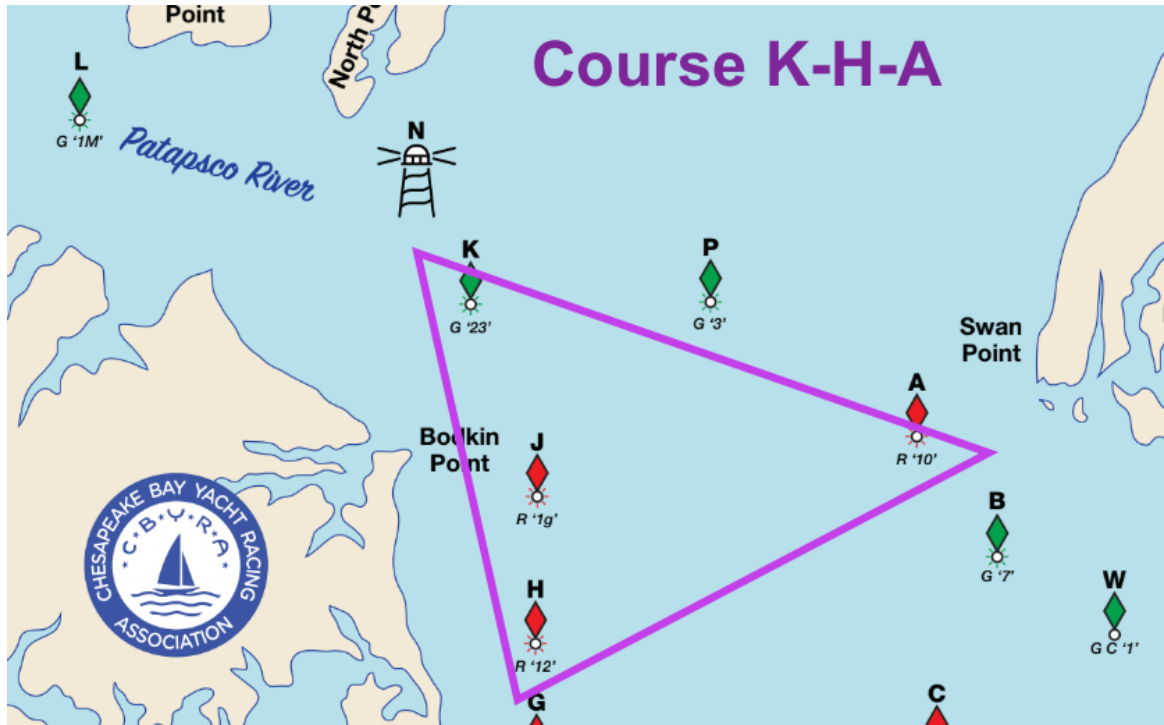 Point
North Po
Course K-H-A
L
G '1M'
Patapsco River
N
K
G '23'
P
G '3'
Swan
Point
A
R '10'
Bodkin
Point
J
R '1g'
B
G '7'
W
G C '1'
H
R '12'
G
C
CHESAPEAKE BAY YACHT RACING
C★B★Y★R★A
ASSOCIATION